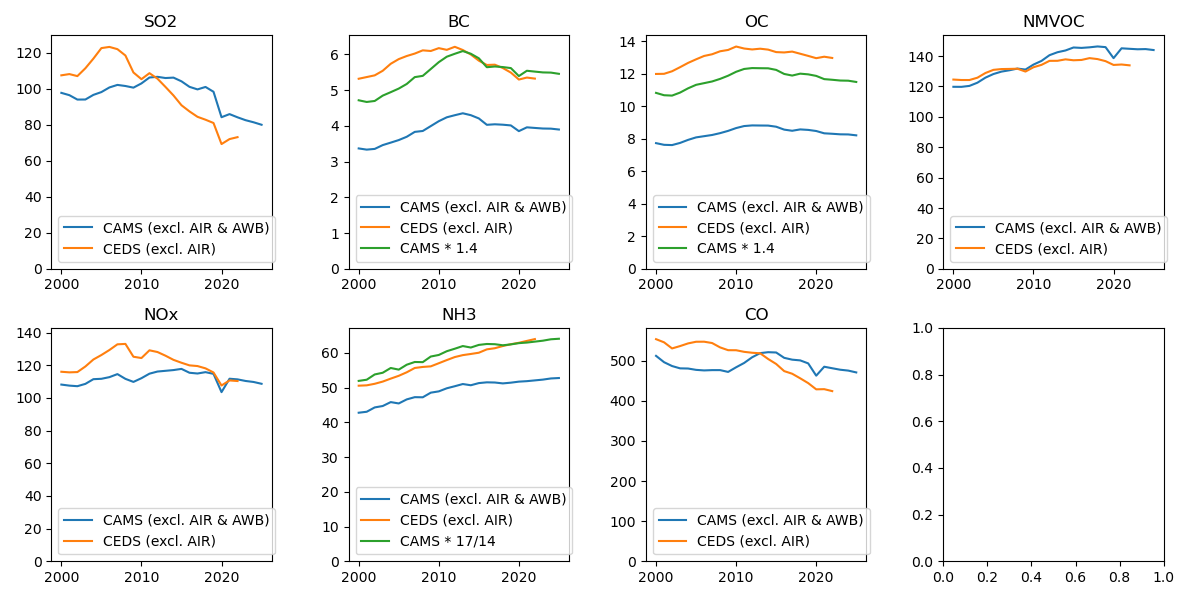 SO2
120
100
80
60
40
20
0
CAMS (excl. AIR & AWB)
CEDS (excl. AIR)
2000 2010 2020
BC
6
5
4
3
2
1
0
CAMS (excl. AIR & AWB)
CEDS (excl. AIR)
CAMS * 1.4
2000 2010 2020
OC
14
12
10
8
6
4
2
0
CAMS (excl. AIR & AWB)
CEDS (excl. AIR)
CAMS * 1.4
2000 2010 2020
NMVOC
140
120
100
80
60
40
20
0
CAMS (excl. AIR & AWB)
CEDS (excl. AIR)
2000 2010 2020
NOx
140
120
100
80
60
40
20
0
CAMS (excl. AIR & AWB)
CEDS (excl. AIR)
2000 2010 2020
NH3
60
50
40
30
20
10
0
CAMS (excl. AIR & AWB)
CEDS (excl. AIR)
CAMS * 17/14
2000 2010 2020
CO
500
400
300
200
100
0
CAMS (excl. AIR & AWB)
CEDS (excl. AIR)
2000 2010 2020
1.0
0.8
0.6
0.4
0.2
0.0
0.0 0.2 0.4 0.6 0.8 1.0